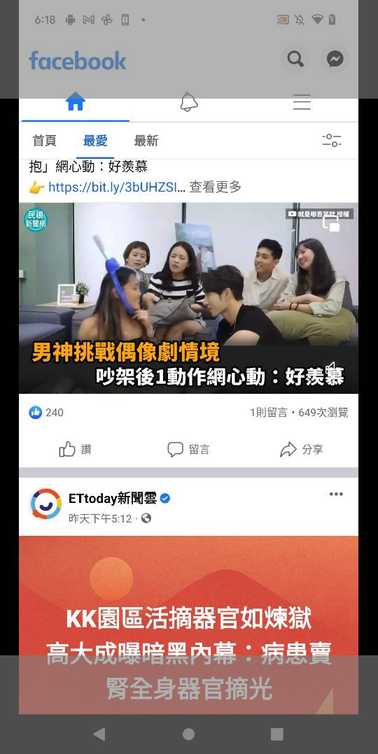 6:18
facebook
首頁 最愛 最新
抱」網心動：好羨慕
👉 https://bit.ly/3bUHZSl… 查看更多
民視
新聞網
男神挑戰偶像劇情境
吵架後1動作網心動：好羨慕
240 1則留言・649次瀏覽
讚 留言 分享
ETtoday新聞雲
昨天下午5:12
KK園區活摘器官如煉獄
高大成曝暗黑內幕：病患賣
腎全身器官摘光